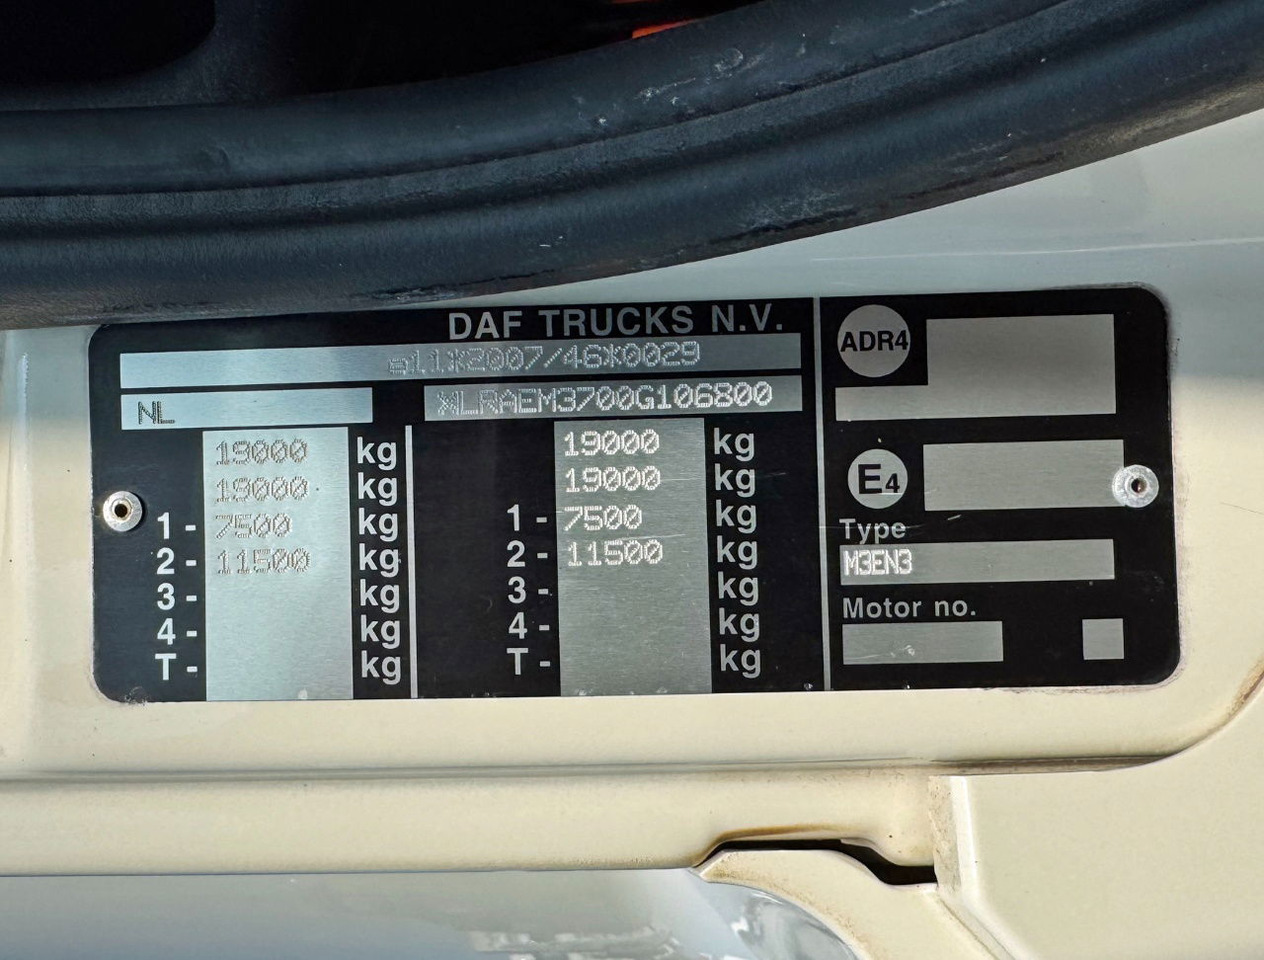 DAF TRUCKS N.V.
e11*2007/46*0029
NL
XLRAEM3700G106800
19000 kg
19000 kg
1- 7500 kg
2- 11500 kg
3- kg
4- kg
T- kg
19000 kg
19000 kg
1- 7500 kg
2- 11500 kg
3- kg
4- kg
T- kg
ADR4
E4
Type
M3EN3
Motor no.